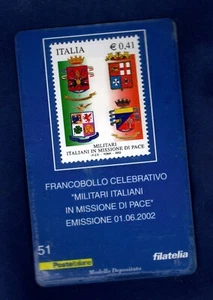 ITALIA
€ 0,41
MILITARI
ITALIANI IN MISSIONE DI PACE
FRANCOBOLLO CELEBRATIVO
"MILITARI ITALIANI
IN MISSIONE DI PACE"
EMISSIONE 01.06.2002
51
Posteitaliane
filatelia
Modello Depositato